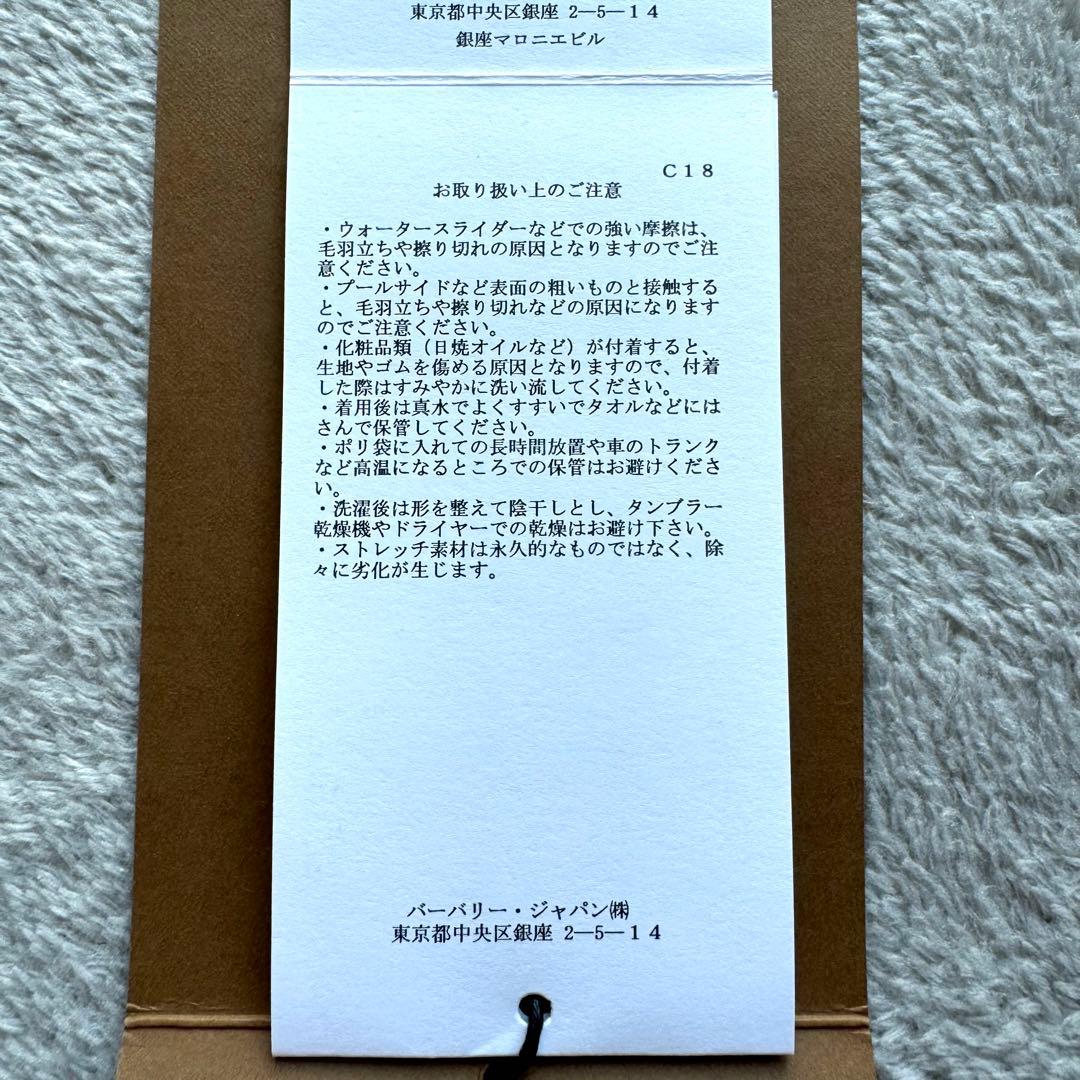 東京都中央区銀座 2―5―14
銀座マロニエビル
C18
お取り扱い上のご注意
・ウォータースライダーなどでの強い摩擦は、
毛羽立ちや擦り切れの原因となりますのでご注
意ください。
・プールサイドなど表面の粗いものと接触する
と、毛羽立ちや擦り切れなどの原因になります
のでご注意ください。
・化粧品類（日焼オイルなど）が付着すると、
生地やゴムを傷める原因となりますので、付着
した際はすみやかに洗い流してください。
・着用後は真水でよくすすいでタオルなどには
さんで保管してください。
・ポリ袋に入れての長時間放置や車のトランク
など高温になるところでの保管はお避けくださ
い。
・洗濯後は形を整えて陰干しとし、タンブラー
乾燥機やドライヤーでの乾燥はお避け下さい。
・ストレッチ素材は永久的なものではなく、除
々に劣化が生じます。
バーバリー・ジャパン㈱
東京都中央区銀座 2―5―14